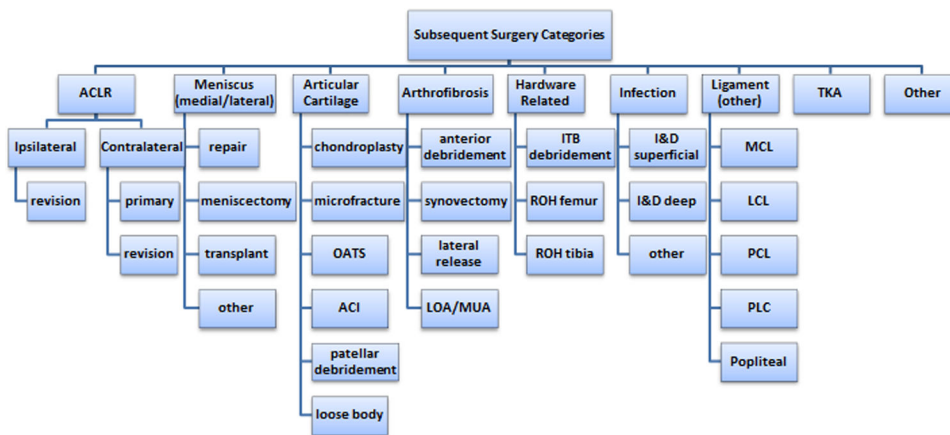 Subsequent Surgery Categories
ACLR
Meniscus
(medial/lateral)
Articular
Cartilage
Arthrofibrosis
Hardware
Related
Infection
Ligament
(other)
TKA
Other
Ipsilateral
revision
Contralateral
primary
revision
repair
meniscectomy
transplant
other
chondroplasty
microfracture
OATS
ACI
patellar
debridement
loose body
anterior
debridement
synovectomy
lateral
release
LOA/MUA
ITB
debridement
ROH femur
ROH tibia
I&D
superficial
I&D deep
other
MCL
LCL
PCL
PLC
Popliteal